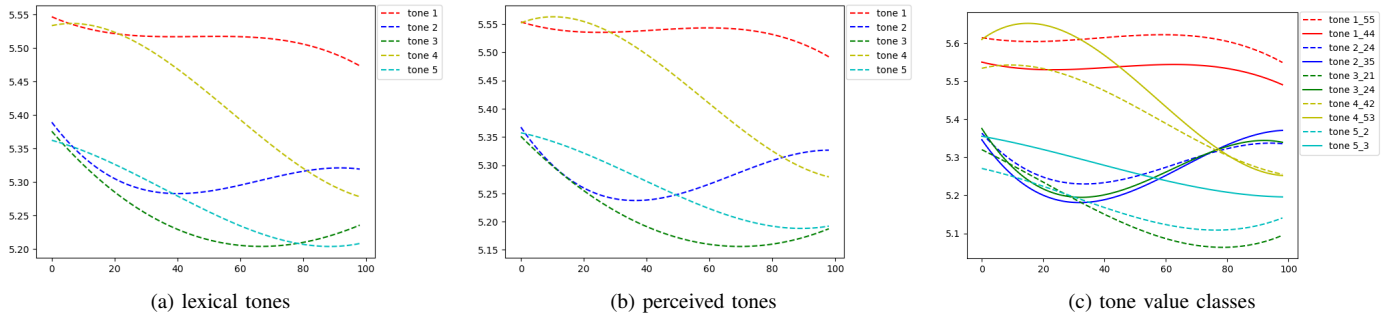 5.55
5.50
5.45
5.40
5.35
5.30
5.25
5.20
0 20 40 60 80 100
tone 1
tone 2
tone 3
tone 4
tone 5
(a) lexical tones
5.55
5.50
5.45
5.40
5.35
5.30
5.25
5.20
5.15
0 20 40 60 80 100
tone 1
tone 2
tone 3
tone 4
tone 5
(b) perceived tones
5.6
5.5
5.4
5.3
5.2
5.1
0 20 40 60 80 100
tone 1_55
tone 1_44
tone 2_24
tone 2_35
tone 3_21
tone 3_24
tone 4_42
tone 4_53
tone 5_2
tone 5_3
(c) tone value classes